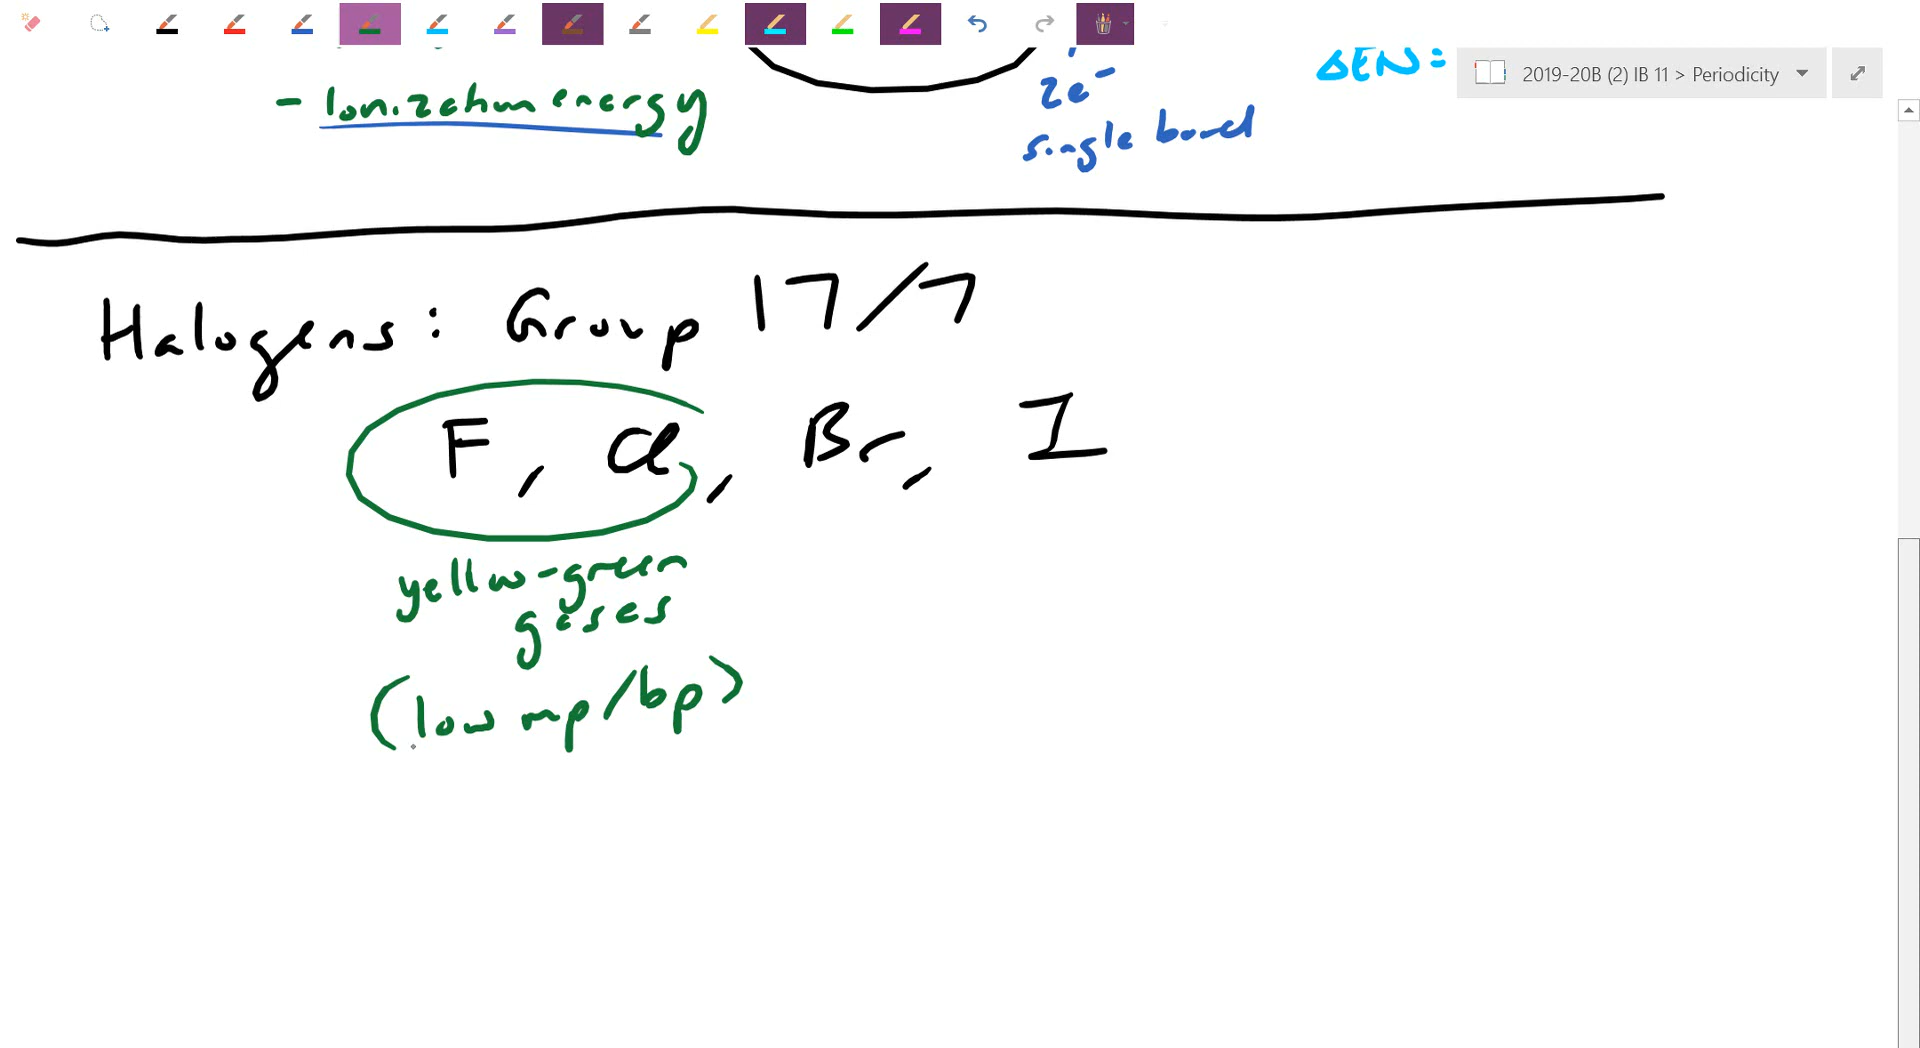 ΔEN=
2019-20B (2) IB 11 > Periodicity
- Ionization energy
2e⁻
single bond
Halogens: Group 17/7
F, Cl, Br, I
yellow-green
gases
(low mp/bp)